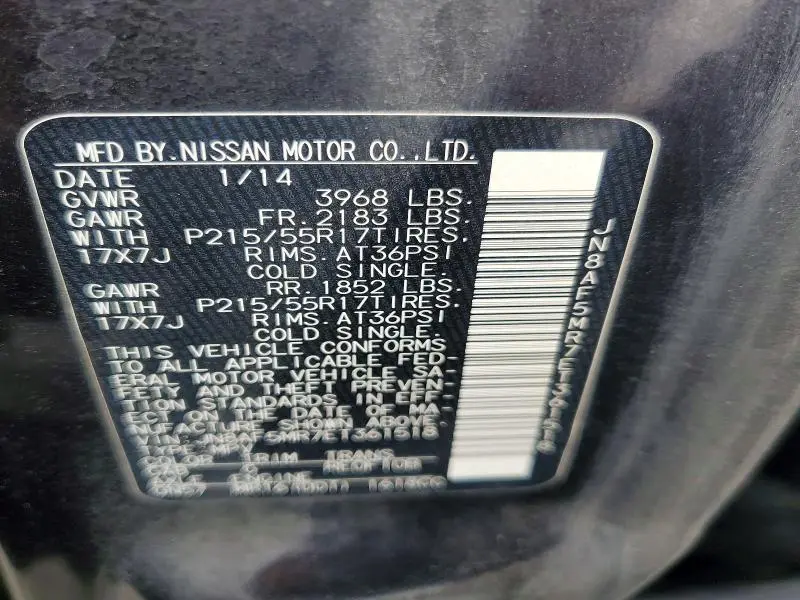 MFD BY.NISSAN MOTOR CO.,LTD.
DATE 1/14
GVWR 3968 LBS.
GAWR FR.2183 LBS.
WITH P215/55R17TIRES.
17X7J RIMS.AT36PSI
COLD SINGLE.
GAWR RR.1852 LBS.
WITH P215/55R17TIRES.
17X7J RIMS.AT36PSI
COLD SINGLE.
THIS VEHICLE CONFORMS
TO ALL APPLICABLE FED-
ERAL MOTOR VEHICLE SA-
FETY AND THEFT PREVEN-
TION STANDARDS IN EFF-
ECT ON THE DATE OF MA-
NUFACTURE SHOWN ABOVE.
VIN:JN8AF5MR7ET361518
TRIM TRANS
ENGINE
JN8AF5MR7ET361518